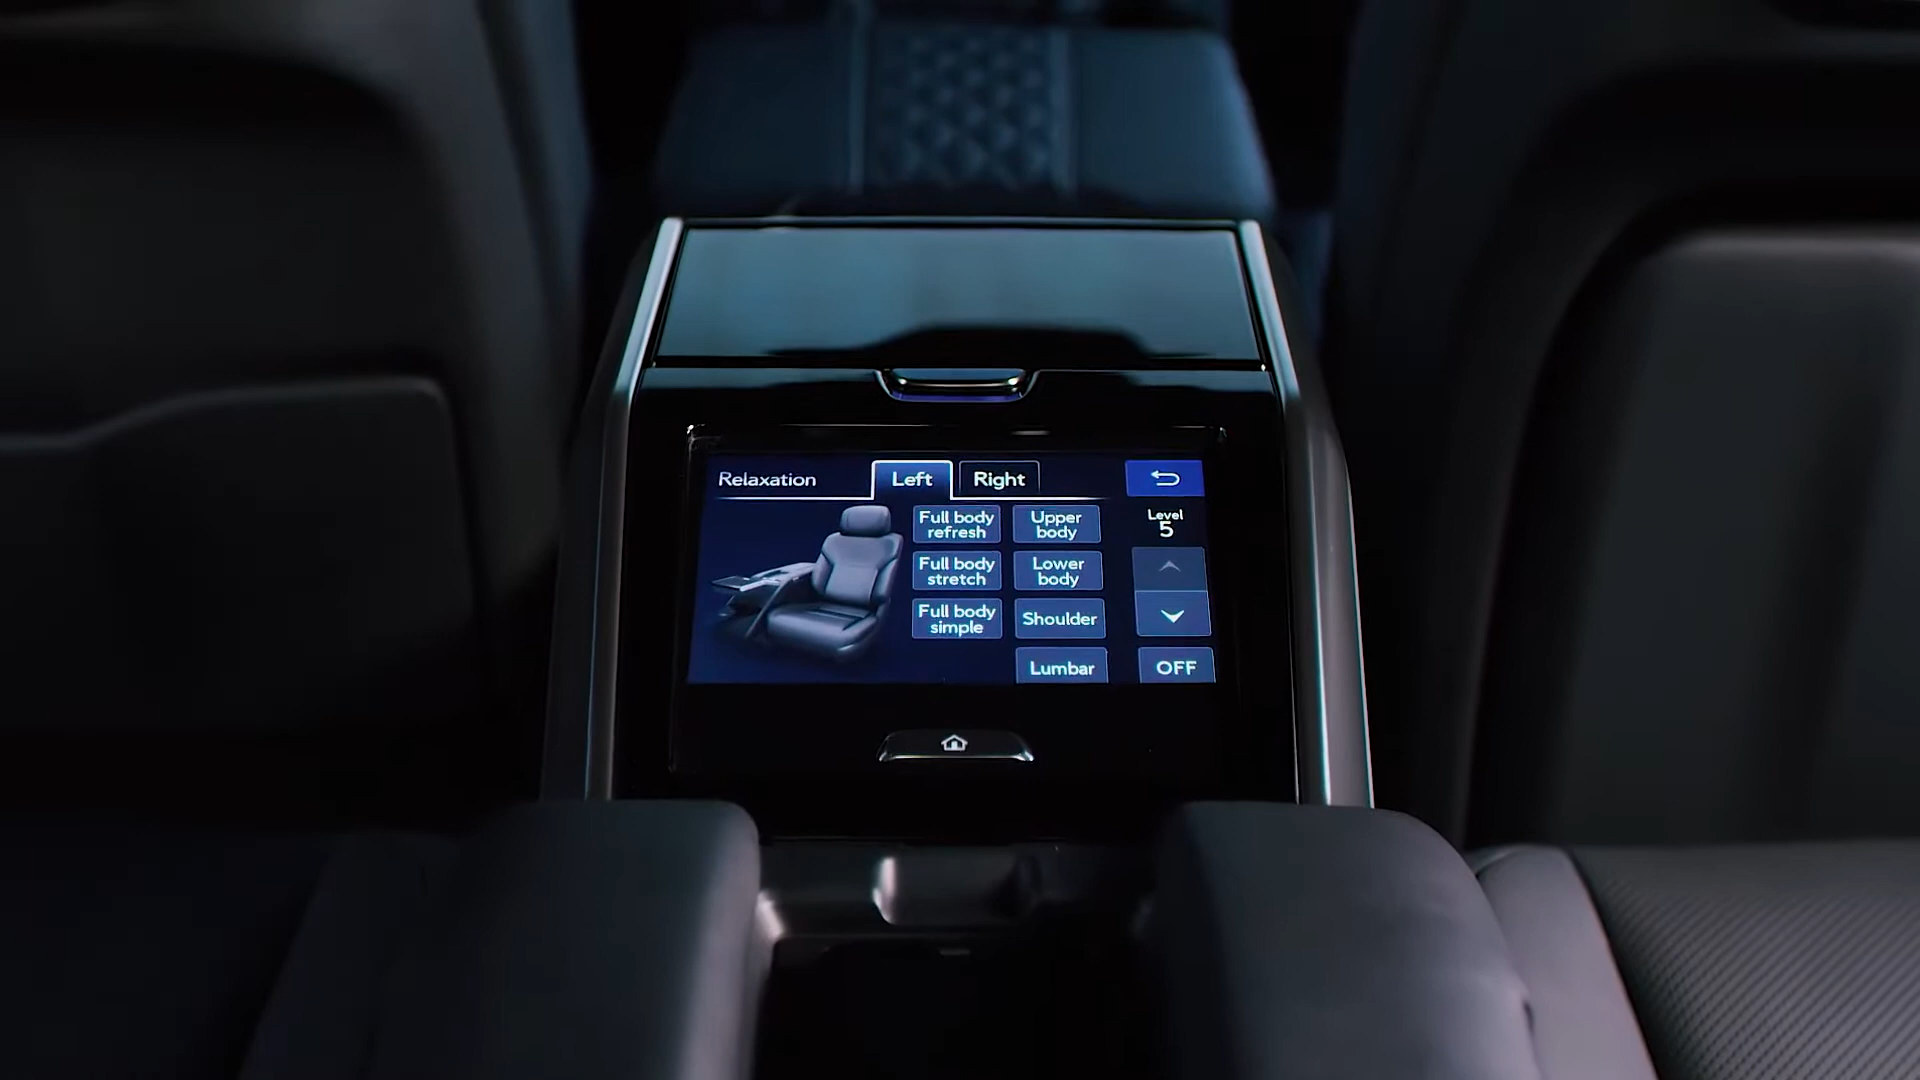 Relaxation
Left
Right
Level
5
Full body
refresh
Upper
body
Full body
stretch
Lower
body
Full body
simple
Shoulder
Lumbar
OFF